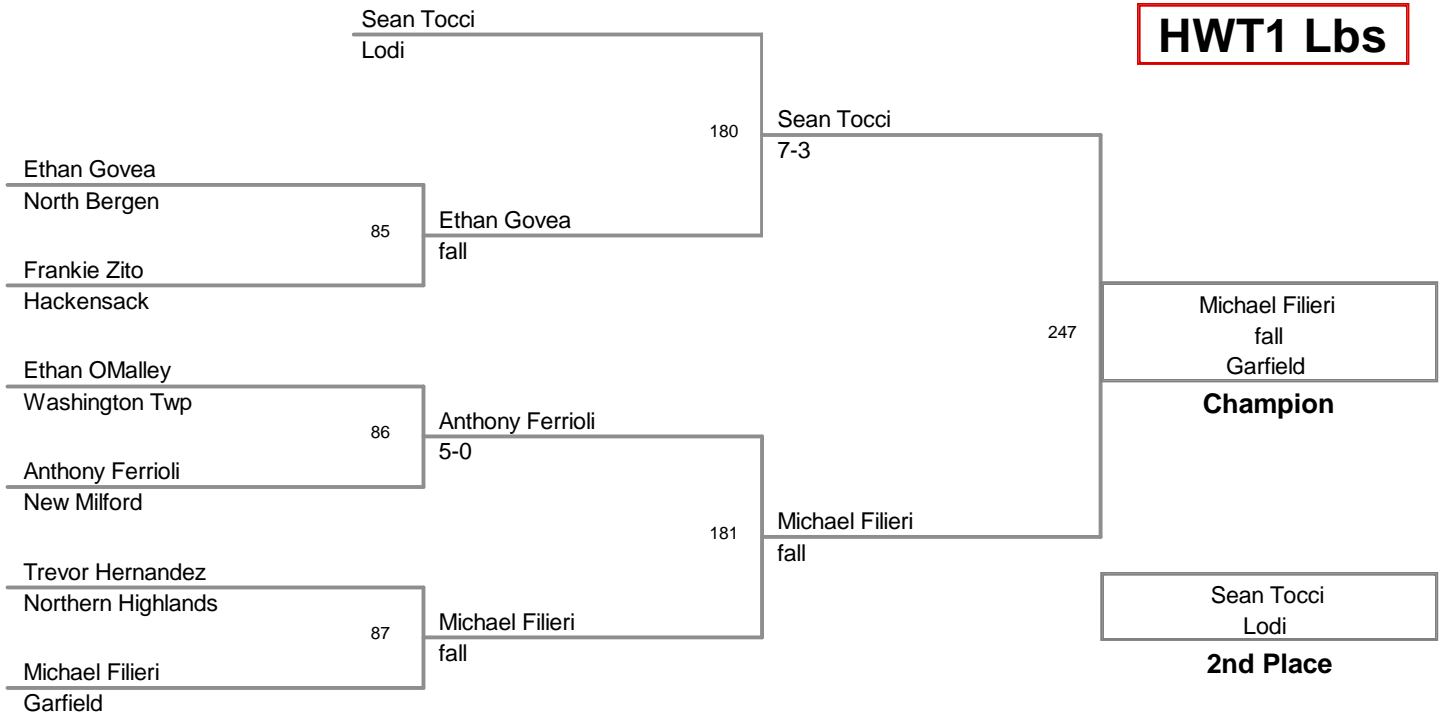 Sean Tocci
Lodi
HWT1 Lbs
180
Sean Tocci
7-3
Ethan Govea
North Bergen
85
Ethan Govea
fall
Frankie Zito
Hackensack
247
Michael Filieri
fall
Garfield
Champion
Ethan OMalley
Washington Twp
86
Anthony Ferrioli
5-0
Anthony Ferrioli
New Milford
181
Michael Filieri
fall
Trevor Hernandez
Northern Highlands
87
Michael Filieri
fall
Michael Filieri
Garfield
Sean Tocci
Lodi
2nd Place